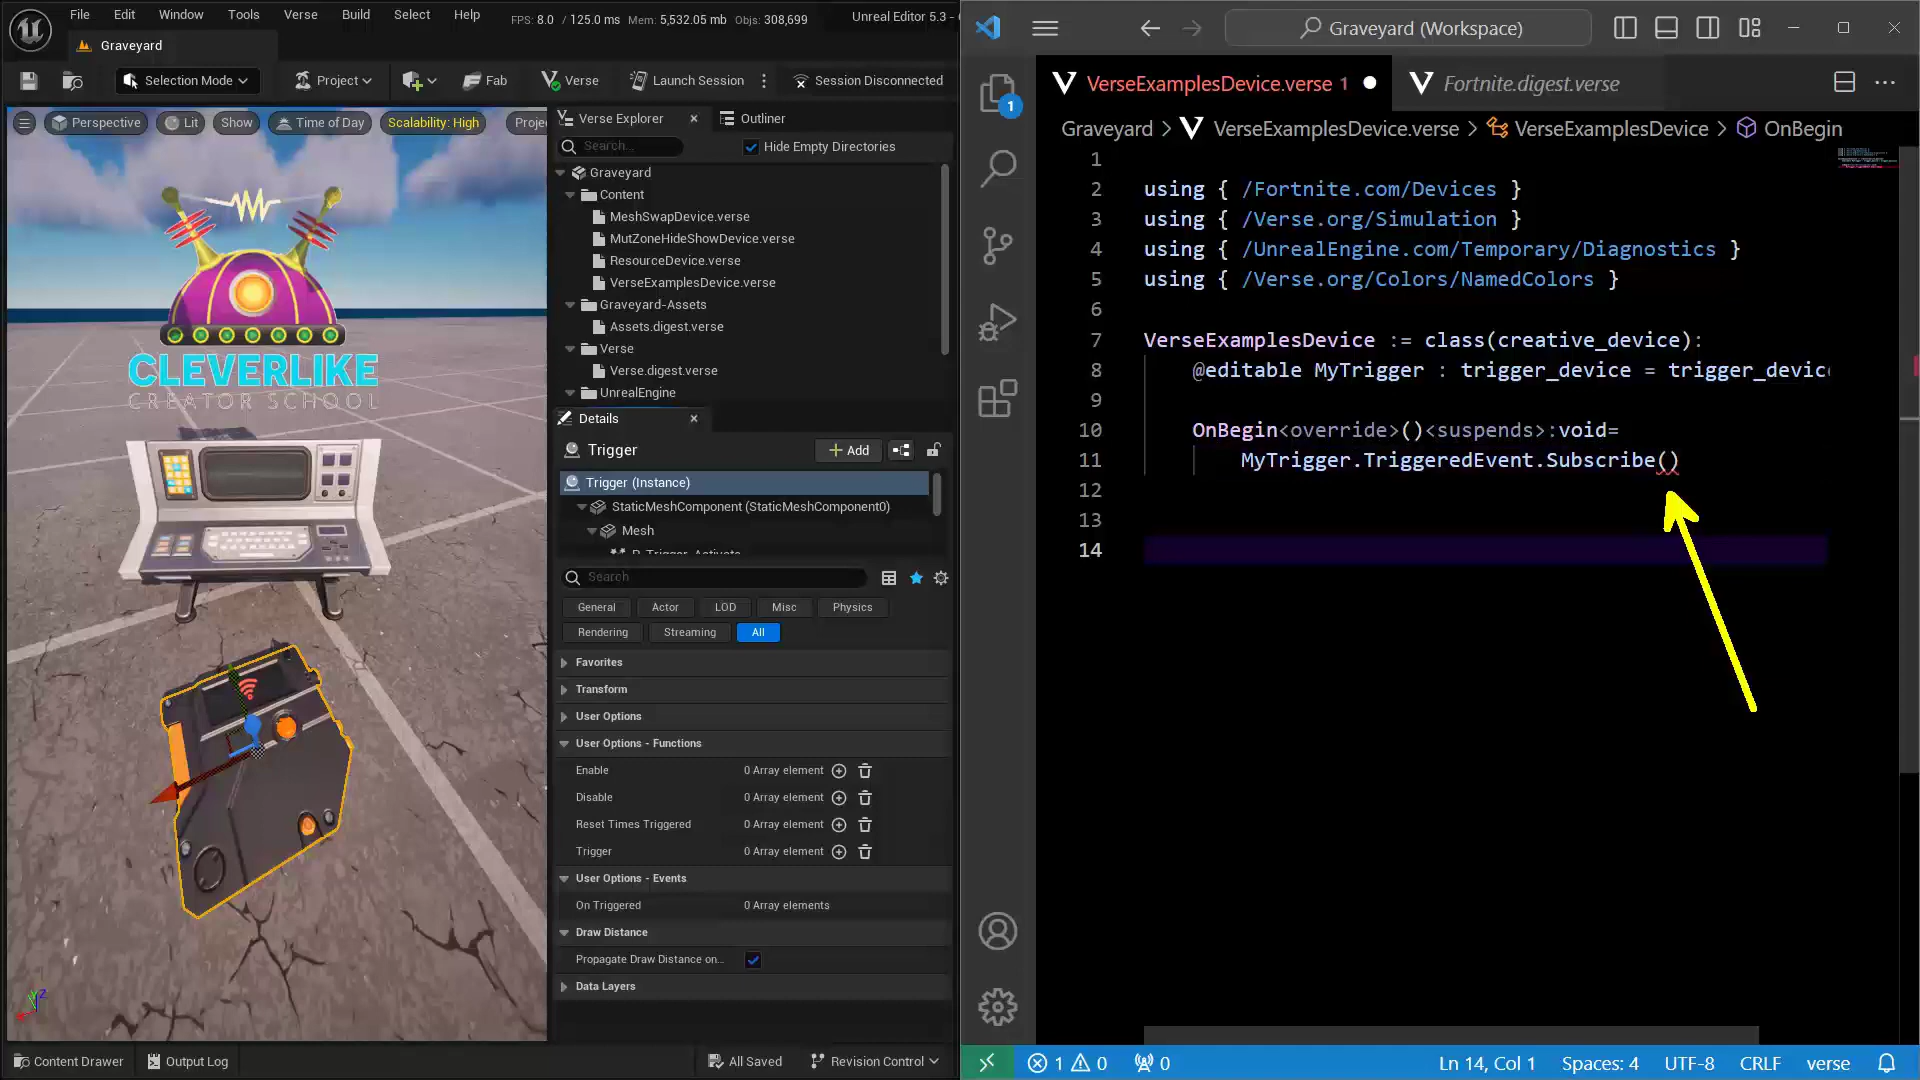 File Edit Window Tools Verse Build Select Help FPS: 8.0 / 125.0 ms Mem: 5,532.05 mb Objs: 308,699 Unreal Editor 5.3 -
Graveyard
Selection Mode Project Fab Verse Launch Session Session Disconnected
Perspective Lit Show Time of Day Scalability: High Projec
CLEVERLIKE
CREATOR SCHOOL
Verse Explorer Outliner
Search... Hide Empty Directories
Graveyard
Content
MeshSwapDevice.verse
MutZoneHideShowDevice.verse
ResourceDevice.verse
VerseExamplesDevice.verse
Graveyard-Assets
Assets.digest.verse
Verse
Verse.digest.verse
UnrealEngine
Details
Trigger Add
Trigger (Instance)
StaticMeshComponent (StaticMeshComponent0)
Mesh
P_Trigger_Activate
Search
General Actor LOD Misc Physics
Rendering Streaming All
Favorites
Transform
User Options
User Options - Functions
Enable 0 Array element
Disable 0 Array element
Reset Times Triggered 0 Array element
Trigger 0 Array element
User Options - Events
On Triggered 0 Array elements
Draw Distance
Propagate Draw Distance on...
Data Layers
Content Drawer Output Log All Saved Revision Control
Graveyard (Workspace)
1
VerseExamplesDevice.verse 1 Fortnite.digest.verse
Graveyard > VerseExamplesDevice.verse > VerseExamplesDevice > OnBegin
1
2 using { /Fortnite.com/Devices }
3 using { /Verse.org/Simulation }
4 using { /UnrealEngine.com/Temporary/Diagnostics }
5 using { /Verse.org/Colors/NamedColors }
6
7 VerseExamplesDevice := class(creative_device):
8 @editable MyTrigger : trigger_device = trigger_devic
9
10 OnBegin<override>()<suspends>:void=
11 MyTrigger.TriggeredEvent.Subscribe()
12
13
14
1 0 0 Ln 14, Col 1 Spaces: 4 UTF-8 CRLF verse